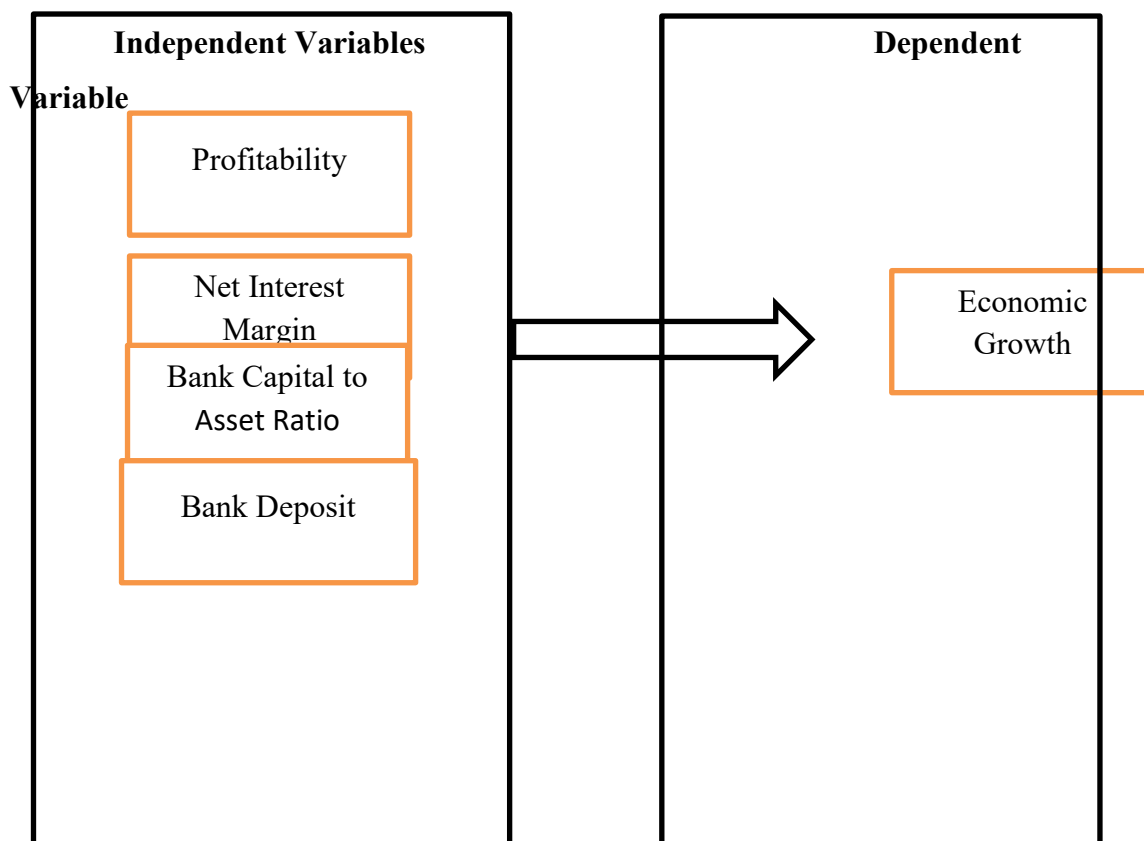 Independent Variables Dependent
Variable
Profitability
Net Interest
Margin
Bank Capital to
Asset Ratio
Bank Deposit
Economic
Growth